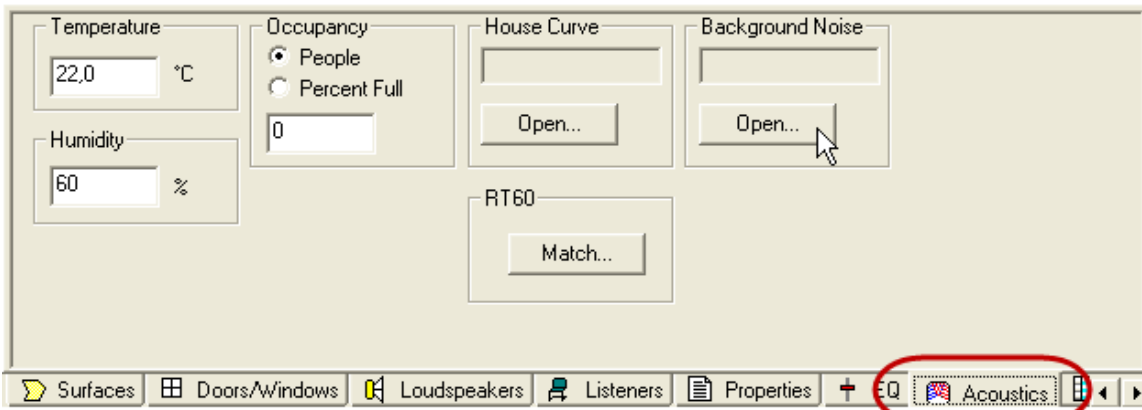 Temperature
22,0 °C
Humidity
60 %
Occupancy
People
Percent Full
0
House Curve
Open...
Background Noise
Open...
RT60
Match...
Surfaces Doors/Windows Loudspeakers Listeners Properties EQ Acoustics